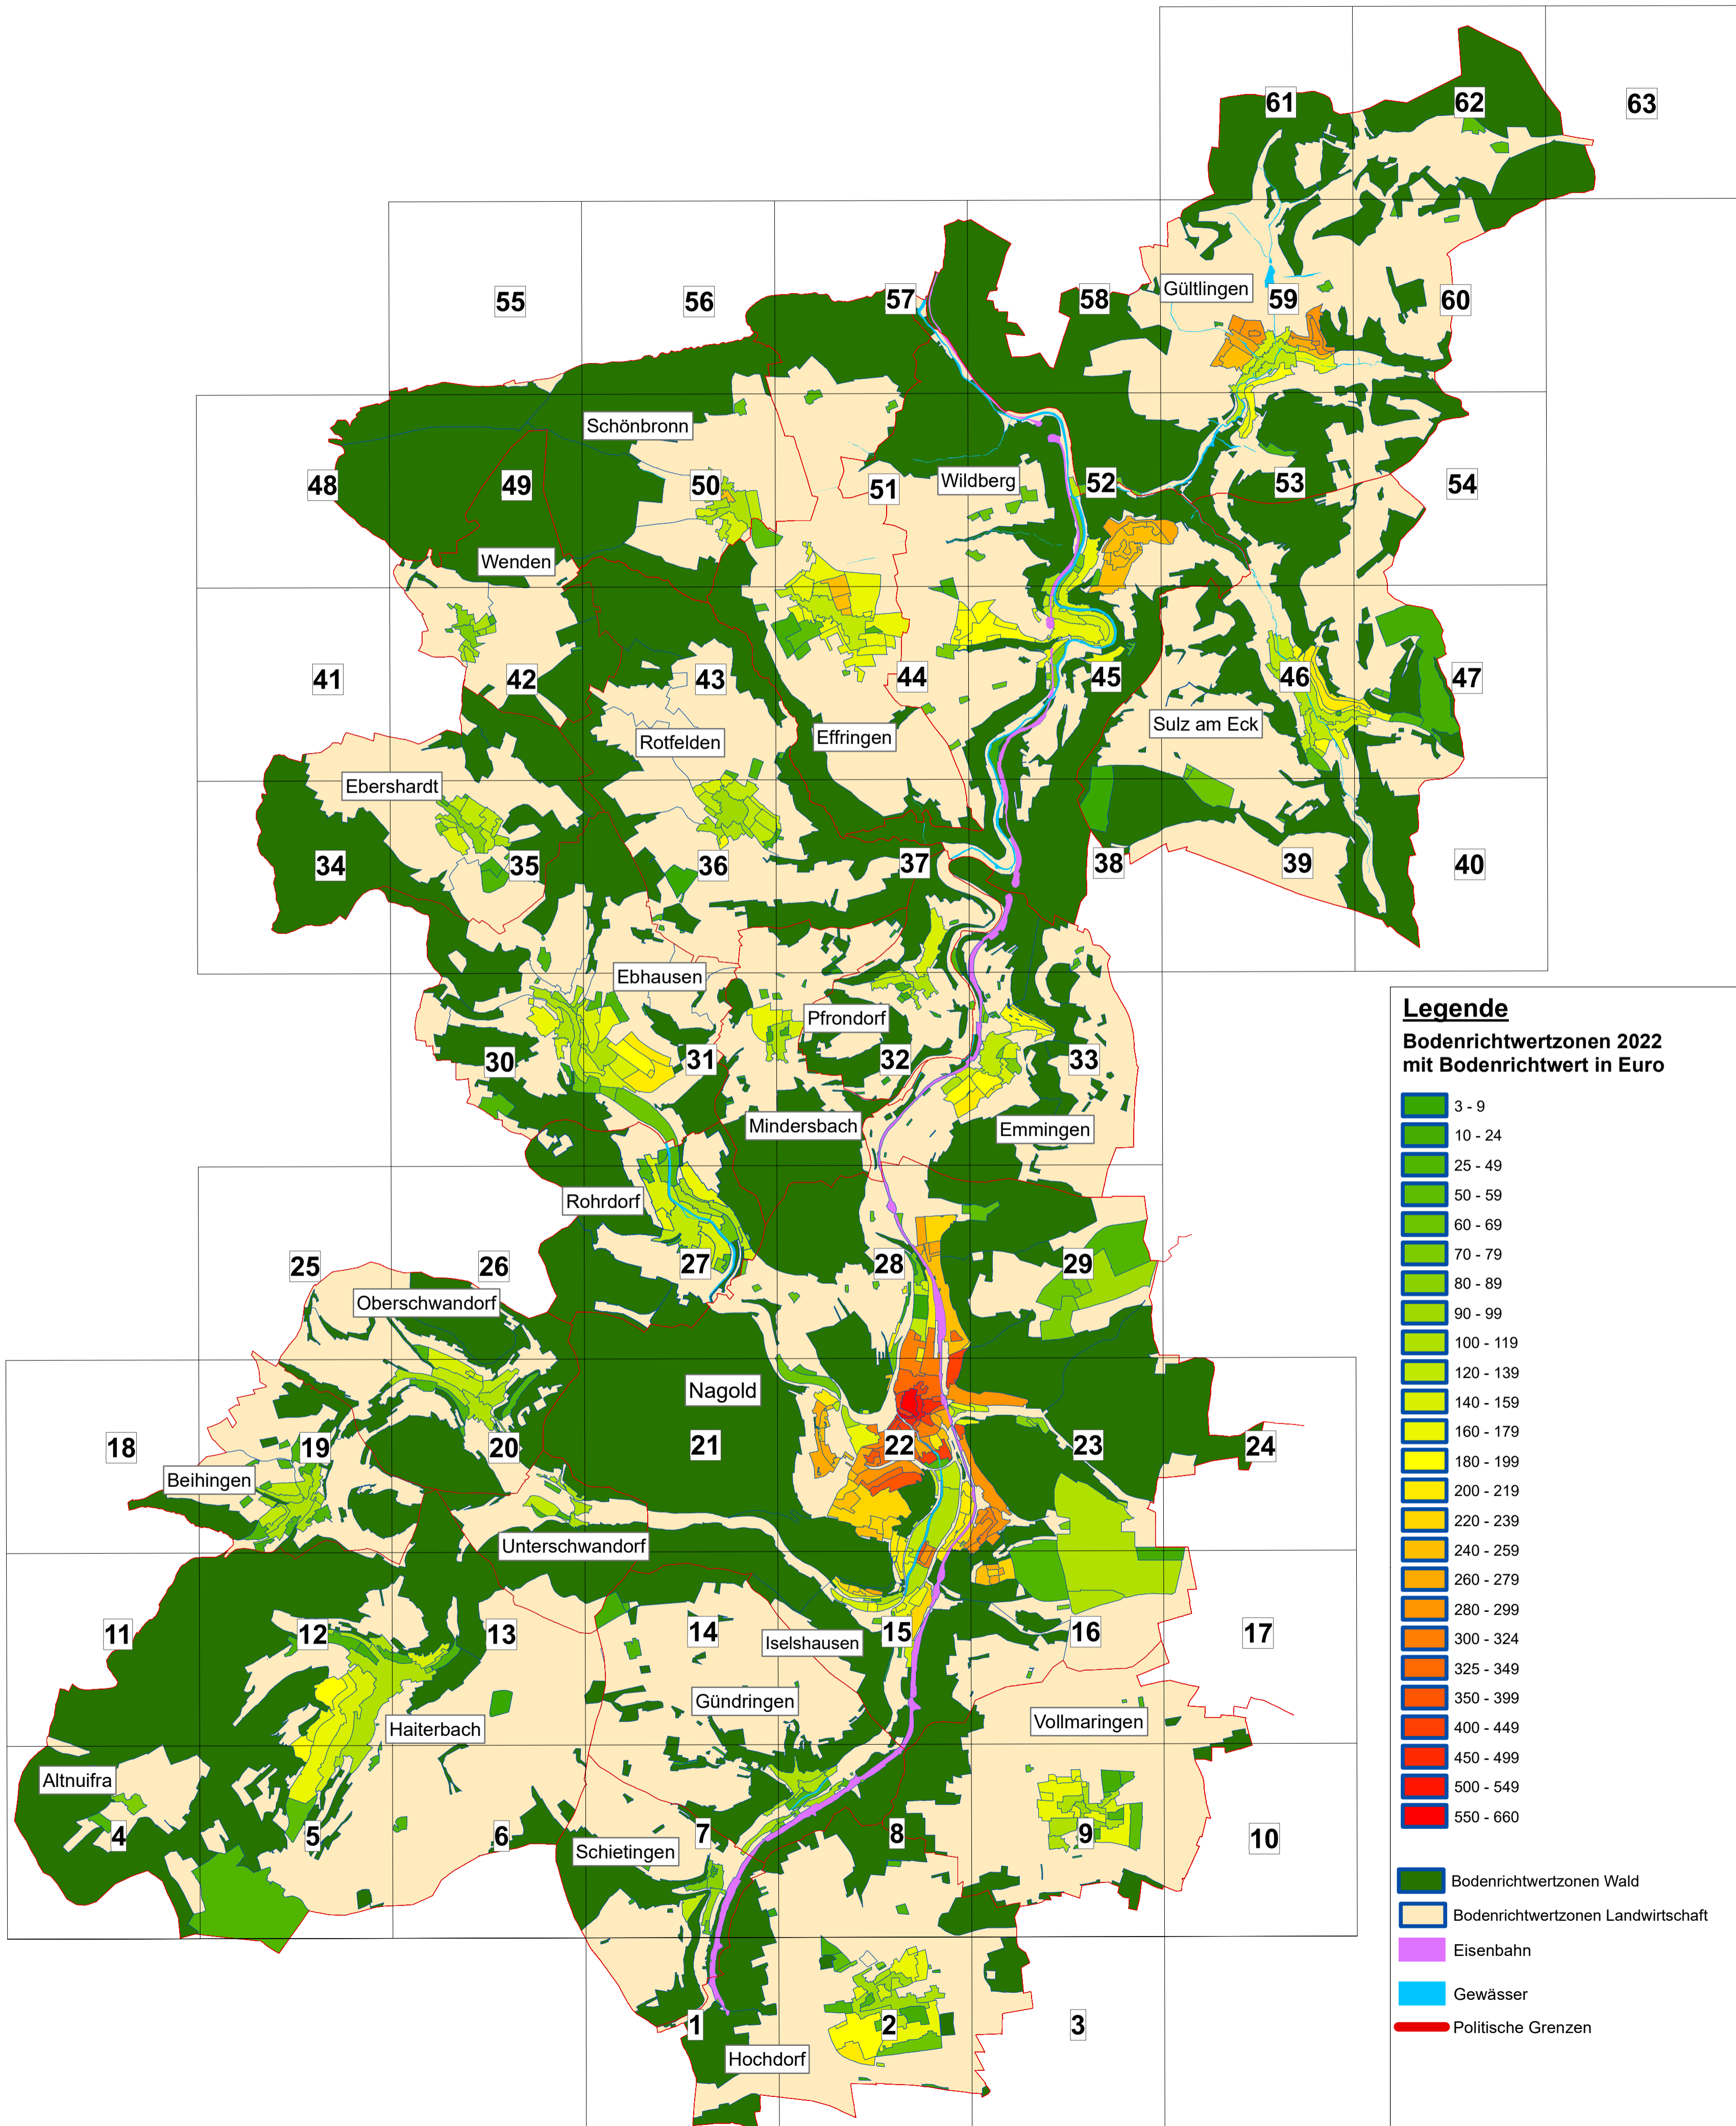 61
62
63
55
56
57
58
Gültlingen
59
60
Schönbronn
48
49
50
51
Wildberg
52
53
54
Wenden
41
42
43
44
45
46
47
Rotfelden
Effringen
Sulz am Eck
Ebershardt
34
35
36
37
38
39
40
Ebhausen
Pfrondorf
30
31
32
33
Mindersbach
Emmingen
Rohrdorf
25
26
27
28
29
Oberschwandorf
Nagold
18
19
20
21
22
23
24
Beihingen
Unterschwandorf
11
12
13
14
Iselshausen
15
16
17
Gündringen
Haiterbach
Vollmaringen
Altnuifra
4
5
6
7
8
9
10
Schietingen
1
2
3
Hochdorf
Legende
Bodenrichtwertzonen 2022
mit Bodenrichtwert in Euro
3 - 9
10 - 24
25 - 49
50 - 59
60 - 69
70 - 79
80 - 89
90 - 99
100 - 119
120 - 139
140 - 159
160 - 179
180 - 199
200 - 219
220 - 239
240 - 259
260 - 279
280 - 299
300 - 324
325 - 349
350 - 399
400 - 449
450 - 499
500 - 549
550 - 660
Bodenrichtwertzonen Wald
Bodenrichtwertzonen Landwirtschaft
Eisenbahn
Gewässer
Politische Grenzen